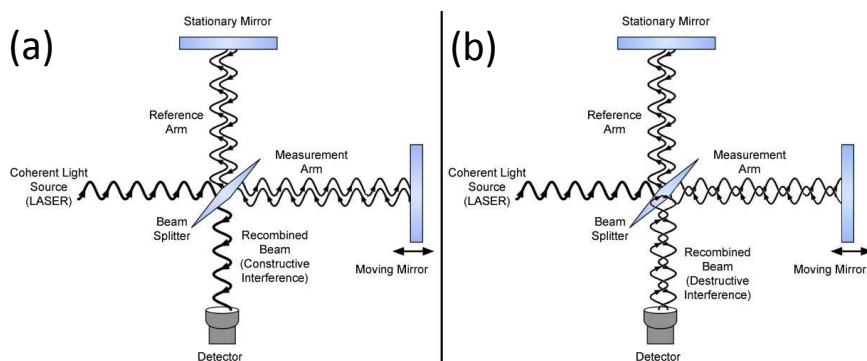 (a)
Stationary Mirror
Reference
Arm
Measurement
Arm
Coherent Light
Source
(LASER)
Beam
Splitter
Recombined
Beam
(Constructive
Interference)
Moving Mirror
Detector
(b)
Stationary Mirror
Reference
Arm
Measurement
Arm
Coherent Light
Source
(LASER)
Beam
Splitter
Recombined
Beam
(Destructive
Interference)
Moving Mirror
Detector